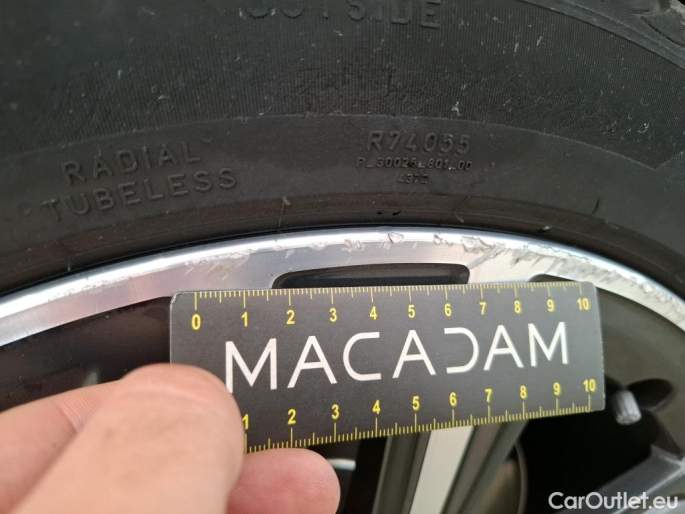 OUTSIDE
RADIAL
TUBELESS
R74055
0 1 2 3 4 5 6 7 8 9 10
MACADAM
1 2 3 4 5 6 7 8 9 10
CarOutlet.eu